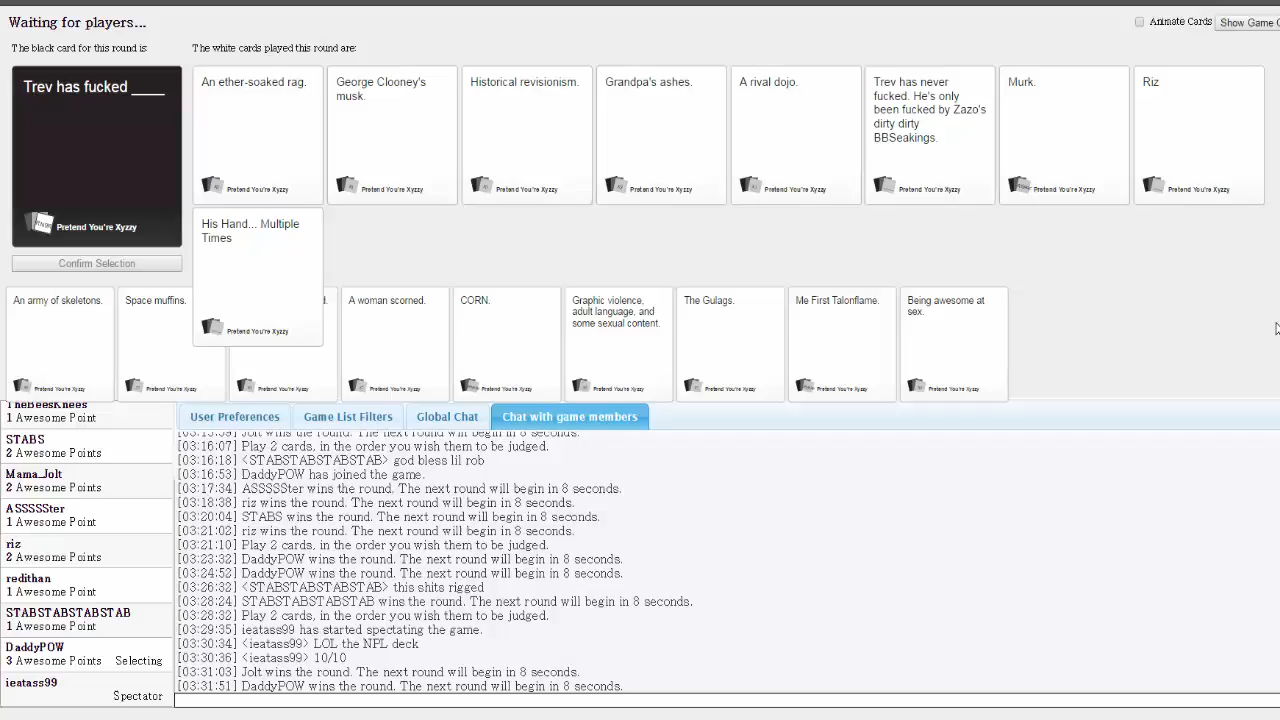 Waiting for players...
Animate Cards
Show Game
The black card for this round is:
The white cards played this round are:
Trev has fucked ____
Pretend You're Xyzzy
Confirm Selection
An ether-soaked rag.
Pretend You're Xyzzy
George Clooney's
musk.
Pretend You're Xyzzy
Historical revisionism.
Pretend You're Xyzzy
Grandpa's ashes.
Pretend You're Xyzzy
A rival dojo.
Pretend You're Xyzzy
Trev has never
fucked. He's only
been fucked by Zazo's
dirty dirty
BBSeakings.
Pretend You're Xyzzy
Murk.
Pretend You're Xyzzy
Riz
Pretend You're Xyzzy
His Hand... Multiple
Times
Pretend You're Xyzzy
An army of skeletons.
Pretend You're Xyzzy
Space muffins.
Pretend You're Xyzzy
Pretend You're Xyzzy
A woman scorned.
Pretend You're Xyzzy
CORN.
Pretend You're Xyzzy
Graphic violence,
adult language, and
some sexual content.
Pretend You're Xyzzy
The Gulags.
Pretend You're Xyzzy
Me First Talonflame.
Pretend You're Xyzzy
Being awesome at
sex.
Pretend You're Xyzzy
TheBeesKnees
1 Awesome Point
STABS
2 Awesome Points
Mama_Jolt
2 Awesome Points
ASSSSSter
1 Awesome Point
riz
2 Awesome Points
redithan
1 Awesome Point
STABSTABSTABSTAB
1 Awesome Point
DaddyPOW
3 Awesome Points Selecting
ieatass99
Spectator
User Preferences
Game List Filters
Global Chat
Chat with game members
[03:15:59] Jolt wins the round. The next round will begin in 8 seconds.
[03:16:07] Play 2 cards, in the order you wish them to be judged.
[03:16:18] <STABSTABSTABSTAB> god bless lil rob
[03:16:53] DaddyPOW has joined the game.
[03:17:34] ASSSSSter wins the round. The next round will begin in 8 seconds.
[03:18:38] riz wins the round. The next round will begin in 8 seconds.
[03:20:04] STABS wins the round. The next round will begin in 8 seconds.
[03:21:02] riz wins the round. The next round will begin in 8 seconds.
[03:21:10] Play 2 cards, in the order you wish them to be judged.
[03:23:32] DaddyPOW wins the round. The next round will begin in 8 seconds.
[03:24:52] DaddyPOW wins the round. The next round will begin in 8 seconds.
[03:26:32] <STABSTABSTABSTAB> this shits rigged
[03:28:24] STABSTABSTABSTAB wins the round. The next round will begin in 8 seconds.
[03:28:32] Play 2 cards, in the order you wish them to be judged.
[03:29:35] ieatass99 has started spectating the game.
[03:30:34] <ieatass99> LOL the NPL deck
[03:30:36] <ieatass99> 10/10
[03:31:03] Jolt wins the round. The next round will begin in 8 seconds.
[03:31:51] DaddyPOW wins the round. The next round will begin in 8 seconds.